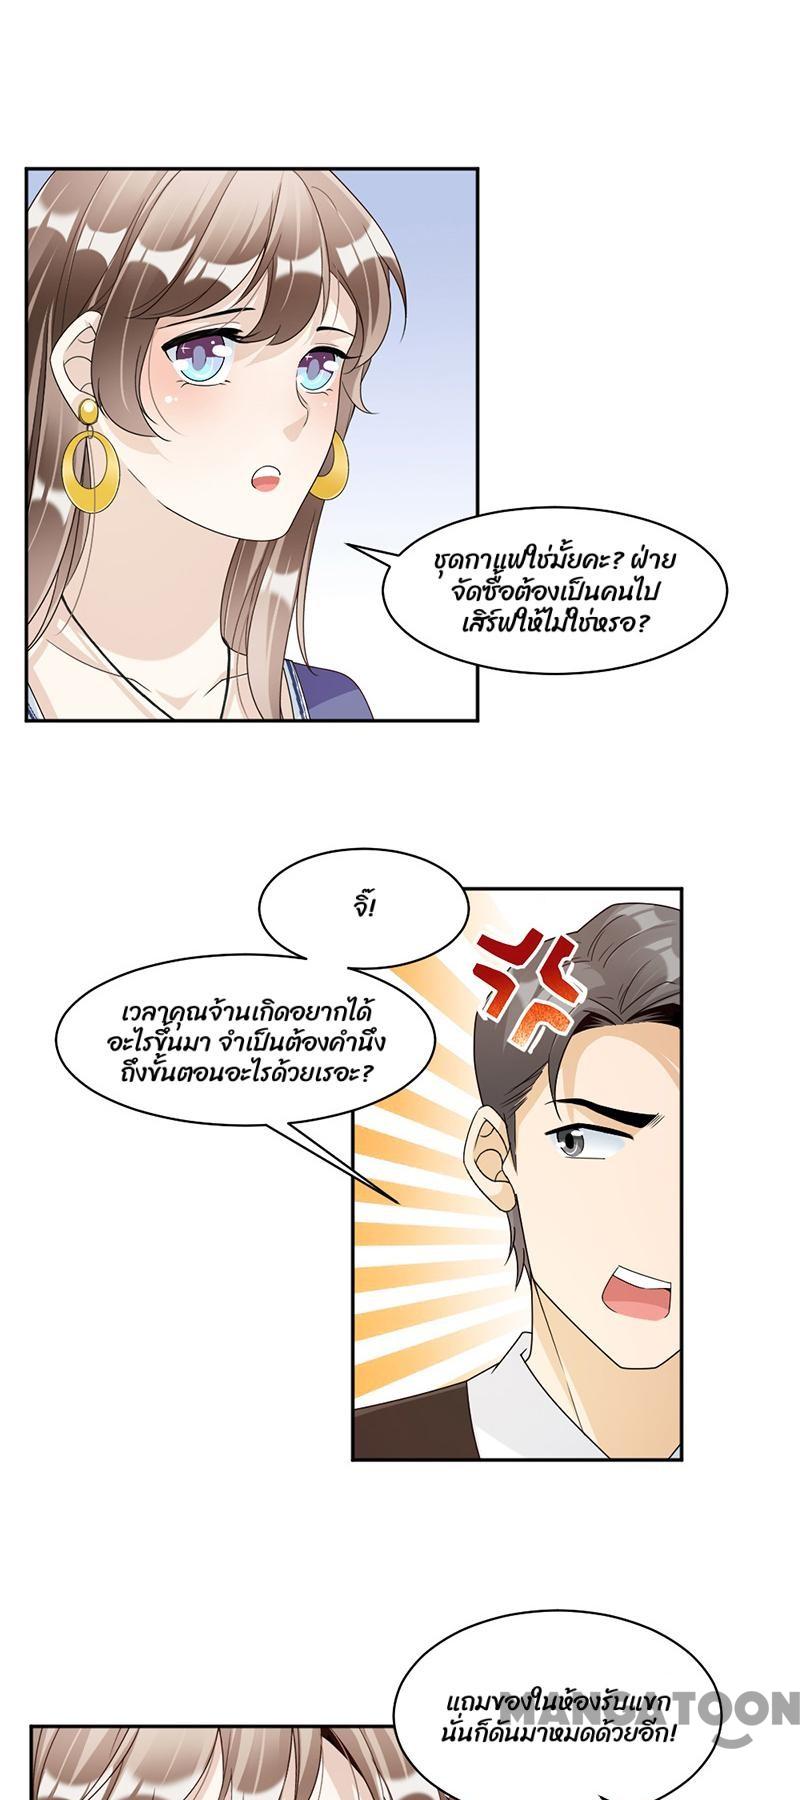 ชุดกาแฟใช่มั้ยคะ? ฝ่าย
จัดซื้อต้องเป็นคนไป
เสิร์ฟให้ไม่ใช่หรอ?
จิ๊!
เวลาคุณจ้านเกิดอยากได้
อะไรขึ้นมา จำเป็นต้องคำนึง
ถึงขั้นตอนอะไรด้วยเรอะ?
แถมของในห้องรับแขก
นั่นก็ดันมาหมดด้วยอีก!
MANGATOON